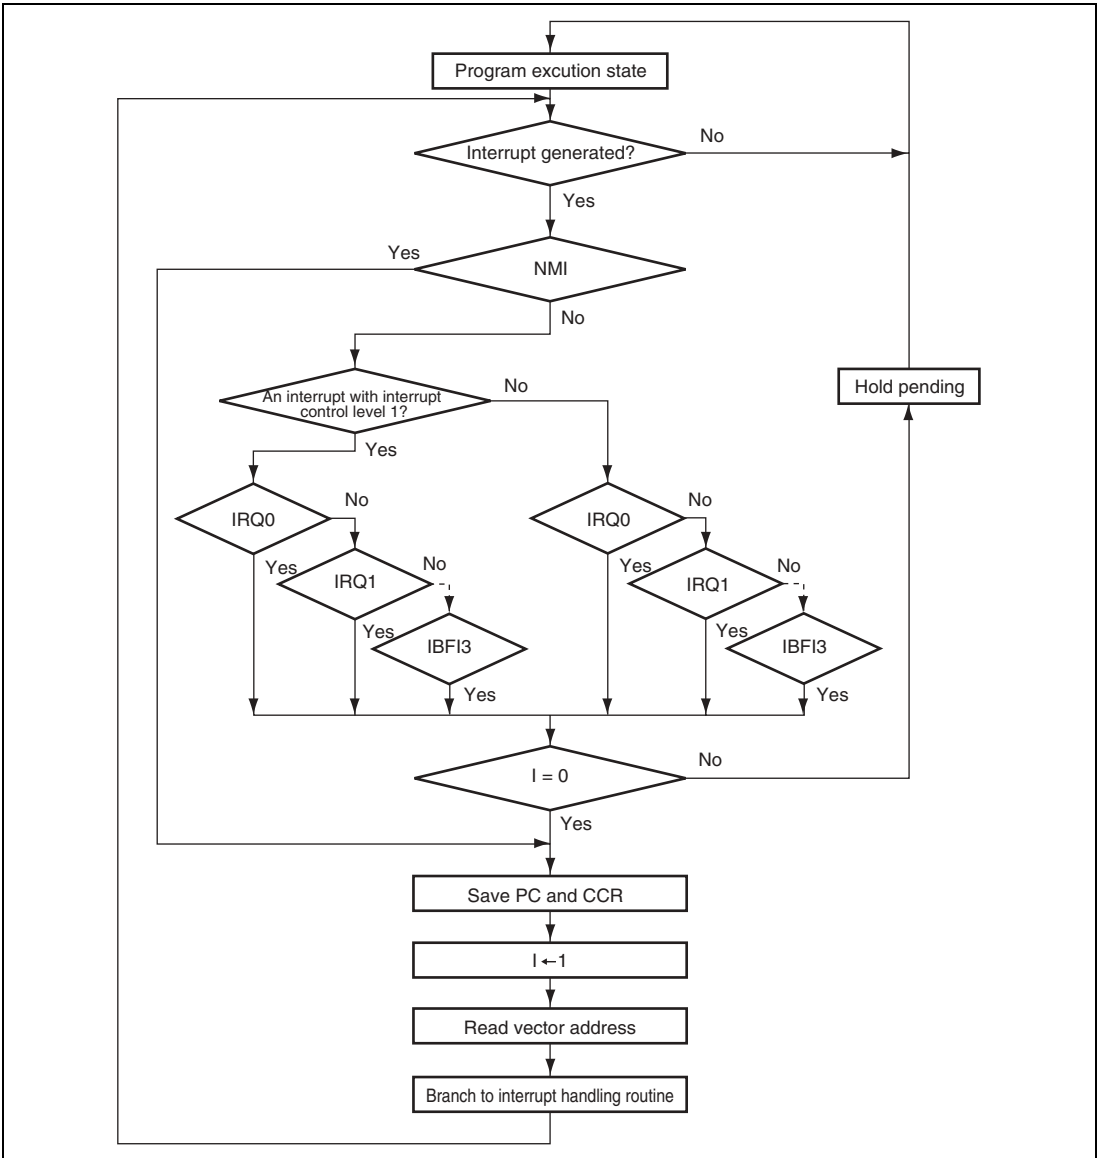 Program excution state
No
Interrupt generated?
Yes
Yes
NMI
No
An interrupt with interrupt
control level 1?
No
Hold pending
Yes
IRQ0
No
IRQ0
No
Yes
IRQ1
No
Yes
IRQ1
No
Yes
IBFI3
Yes
IBFI3
Yes
Yes
I = 0
No
Yes
Save PC and CCR
I ←1
Read vector address
Branch to interrupt handling routine